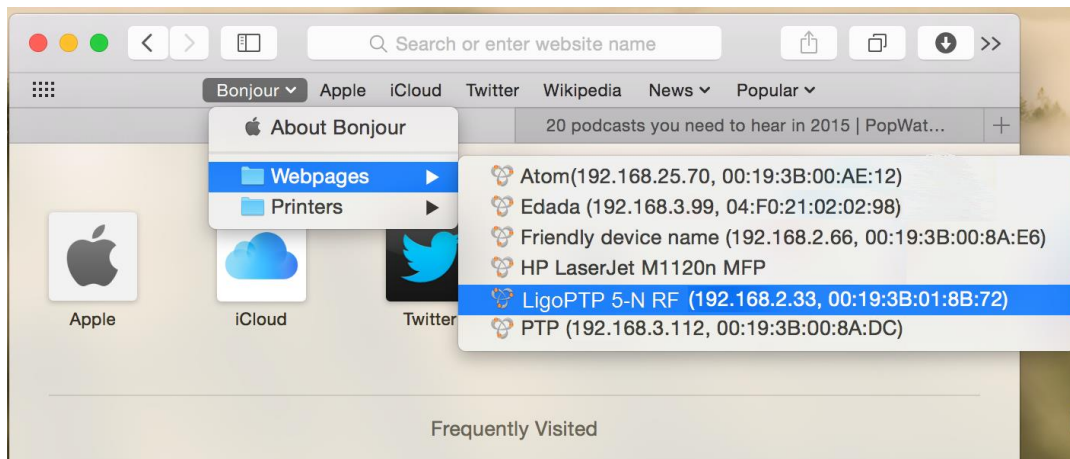 Search or enter website name
Bonjour Apple iCloud Twitter Wikipedia News Popular
About Bonjour
20 podcasts you need to hear in 2015 | PopWat...
Webpages
Printers
Atom(192.168.25.70, 00:19:3B:00:AE:12)
Edada (192.168.3.99, 04:F0:21:02:02:98)
Friendly device name (192.168.2.66, 00:19:3B:00:8A:E6)
HP LaserJet M1120n MFP
LigoPTP 5-N RF (192.168.2.33, 00:19:3B:01:8B:72)
PTP (192.168.3.112, 00:19:3B:00:8A:DC)
Apple iCloud Twitter
Frequently Visited